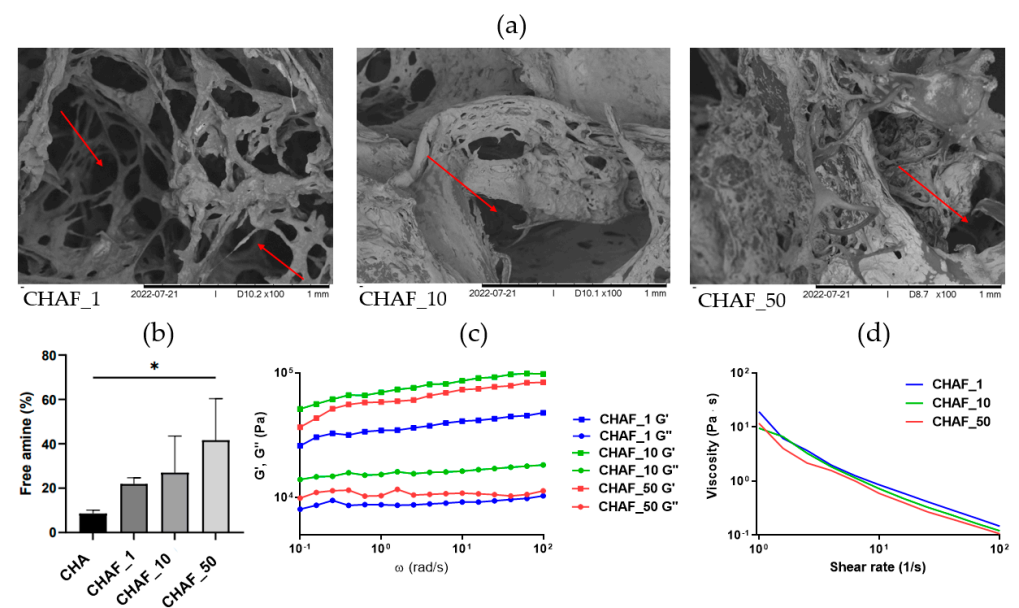 (a)
CHAF_1
2022-07-21 I D10.2 x100 1 mm
CHAF_10
2022-07-21 I D10.1 x100 1 mm
CHAF_50
2022-07-21 I D8.7 x100 1 mm
(b)
80
60
40
20
0
Free amine (%)
*
CHA
CHAF_1
CHAF_10
CHAF_50
(c)
10⁵
10⁴
G', G'' (Pa)
10⁻¹ 10⁰ 10¹ 10²
ω (rad/s)
CHAF_1 G'
CHAF_1 G''
CHAF_10 G'
CHAF_10 G''
CHAF_50 G'
CHAF_50 G''
(d)
10²
10¹
10⁰
10⁻¹
Viscosity (Pa · s)
10⁰ 10¹ 10²
Shear rate (1/s)
CHAF_1
CHAF_10
CHAF_50